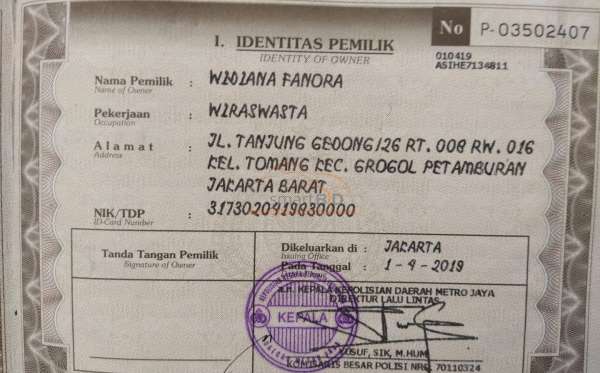 No P-03502407
I. IDENTITAS PEMILIK
IDENTITY OF OWNER
010419
ASIHE7134811
Nama Pemilik : WIDIANA FANORA
Name of Owner
Pekerjaan : WIRASWASTA
Occupation
A l a m a t : JL. TANJUNG GEDONG/26 RT. 008 RW. 016
Address
KEL. TOMANG KEC. GROGOL PETAMBURAN
JAKARTA BARAT
NIK/TDP : 3173020419830000
ID-Card Number
Tanda Tangan Pemilik
Signature of Owner
Dikeluarkan di : JAKARTA
Issuing Office
Pada Tanggal : 1-4-2019
a.n. KEPALA KEPOLISIAN DAERAH METRO JAYA
DIREKTUR LALU LINTAS
KEPALA
YUSUF, SIK, M.HUM
KOMISARIS BESAR POLISI NRP. 70110324
smartBID